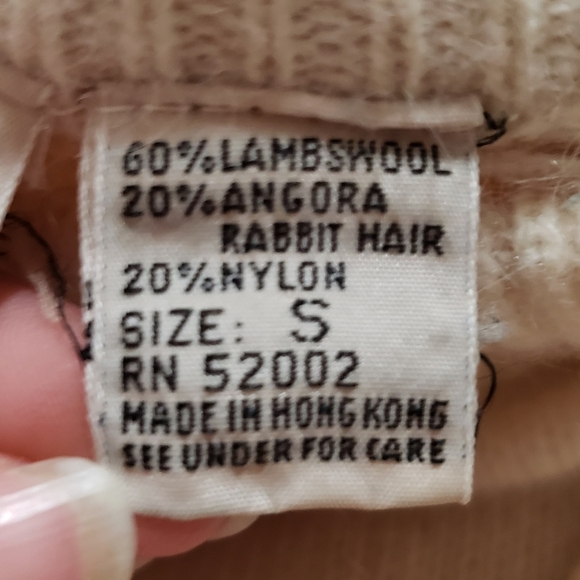 60% LAMBSWOOL
20% ANGORA
RABBIT HAIR
20% NYLON
SIZE: S
RN 52002
MADE IN HONG KONG
SEE UNDER FOR CARE